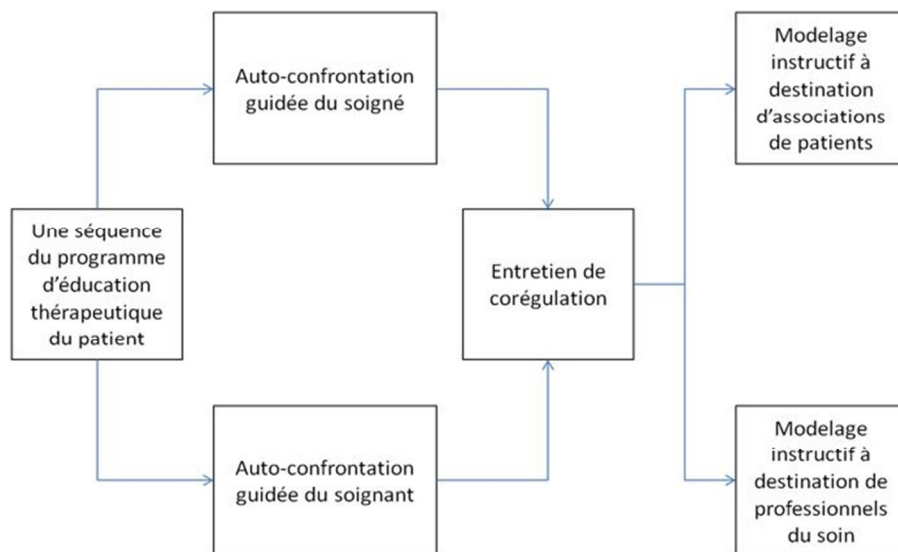 Une séquence
du programme
d'éducation
thérapeutique
du patient
Auto-confrontation
guidée du soigné
Auto-confrontation
guidée du soignant
Entretien de
corégulation
Modelage
instructif à
destination
d'associations
de patients
Modelage
instructif à
destination de
professionnels
du soin